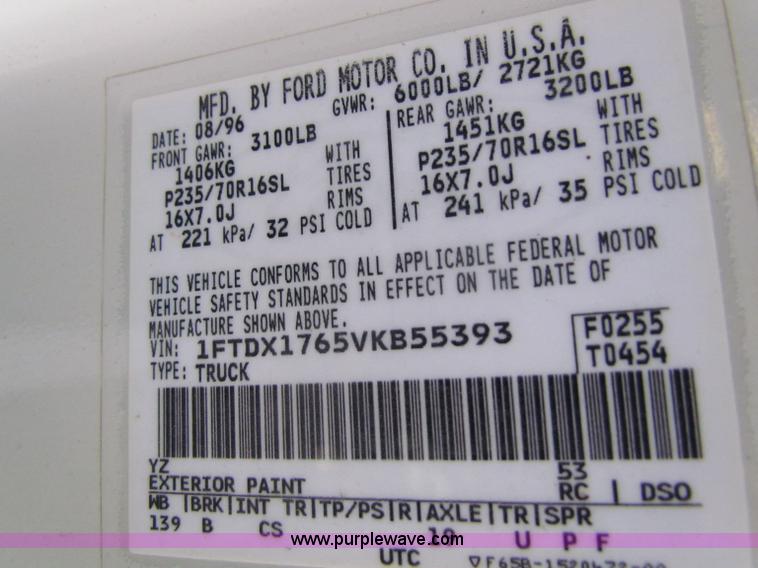 MFD. BY FORD MOTOR CO. IN U.S.A.
DATE: 08/96 GVWR: 6000LB/ 2721KG
FRONT GAWR: 3100LB REAR GAWR: 3200LB
1406KG WITH 1451KG WITH
P235/70R16SL TIRES P235/70R16SL TIRES
16X7.0J RIMS 16X7.0J RIMS
AT 221 kPa/ 32 PSI COLD AT 241 kPa/ 35 PSI COLD
THIS VEHICLE CONFORMS TO ALL APPLICABLE FEDERAL MOTOR
VEHICLE SAFETY STANDARDS IN EFFECT ON THE DATE OF
MANUFACTURE SHOWN ABOVE.
VIN: 1FTDX1765VKB55393 F0255
TYPE: TRUCK T0454
YZ 53
EXTERIOR PAINT RC | DSO
WB |BRK|INT TR|TP/PS|R|AXLE|TR|SPR
139 B CS 19 U P F
www.purplewave.com
UTC